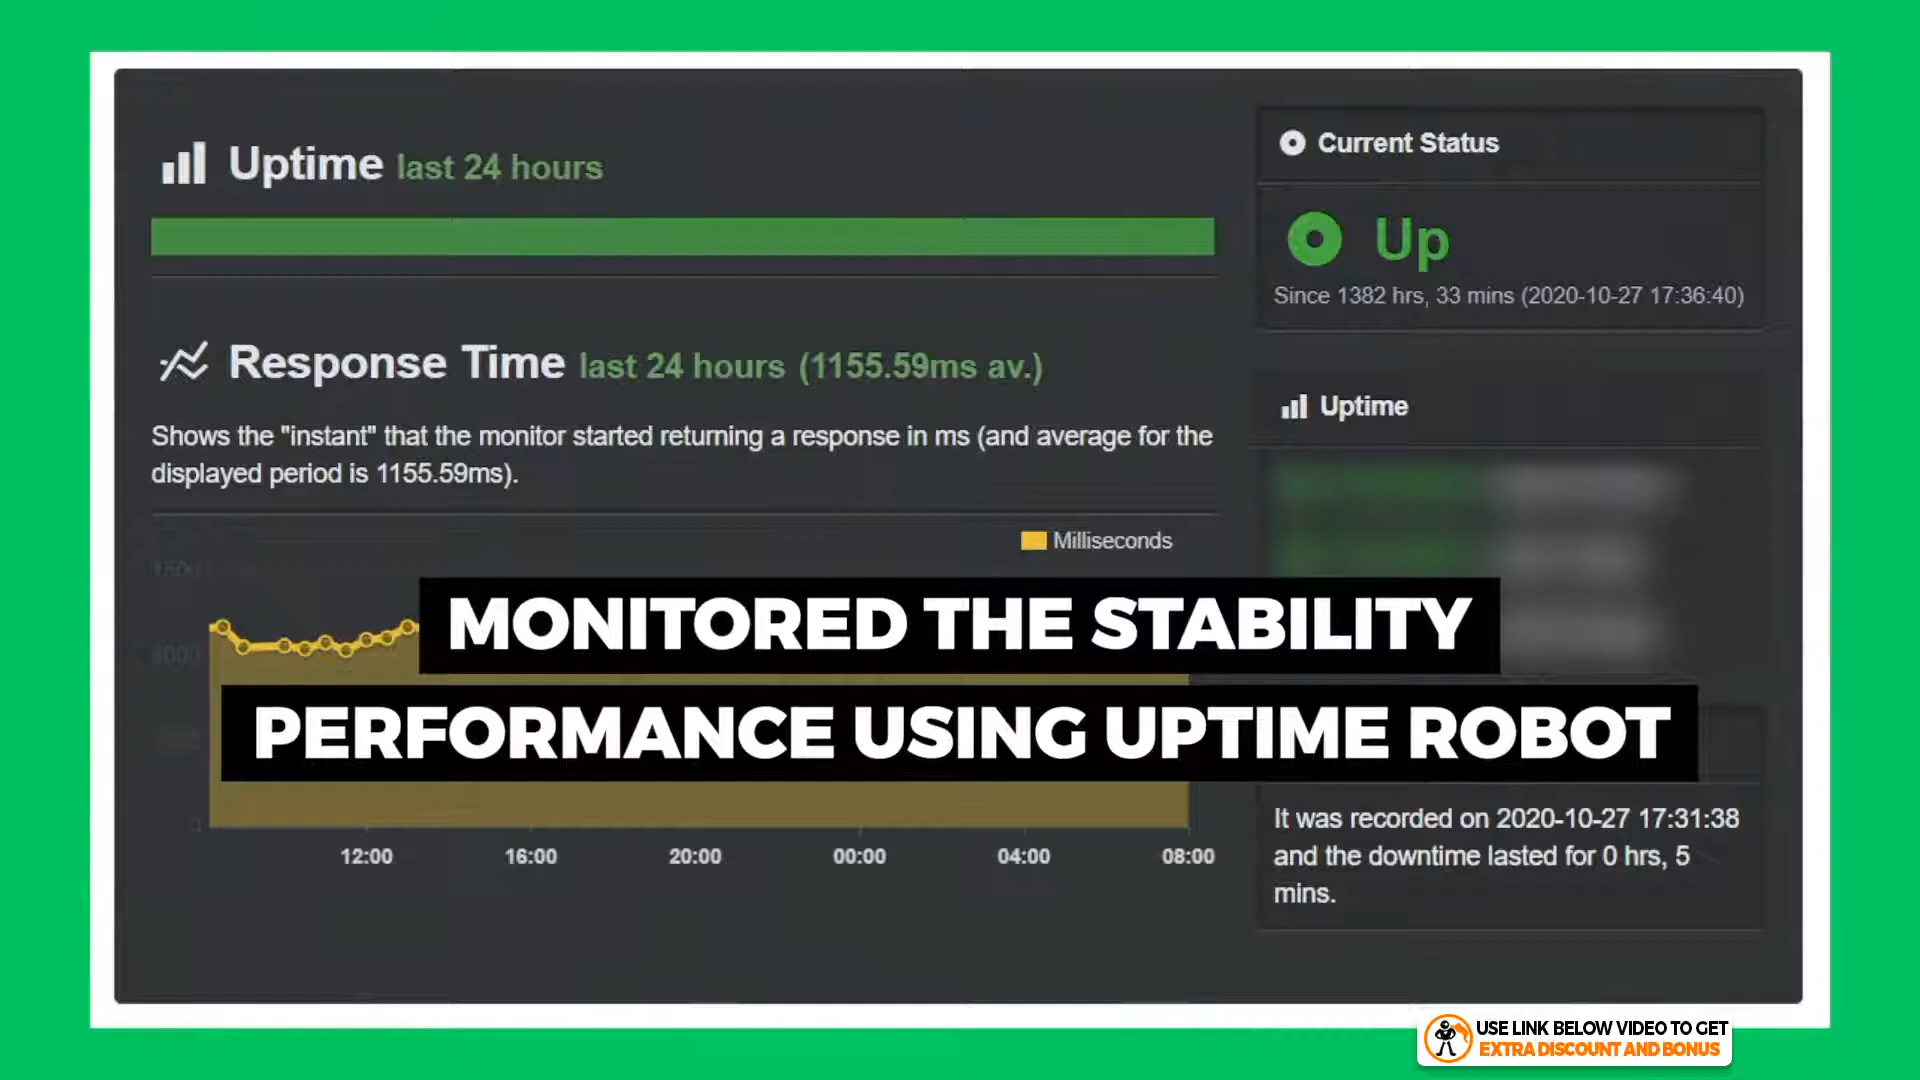 Uptime last 24 hours
Response Time last 24 hours (1155.59ms av.)
Shows the "instant" that the monitor started returning a response in ms (and average for the
displayed period is 1155.59ms).
Milliseconds
1500
1000
0
12:00 16:00 20:00 00:00 04:00 08:00
Current Status
Up
Since 1382 hrs, 33 mins (2020-10-27 17:36:40)
Uptime
It was recorded on 2020-10-27 17:31:38
and the downtime lasted for 0 hrs, 5
mins.
MONITORED THE STABILITY
PERFORMANCE USING UPTIME ROBOT
USE LINK BELOW VIDEO TO GET
EXTRA DISCOUNT AND BONUS